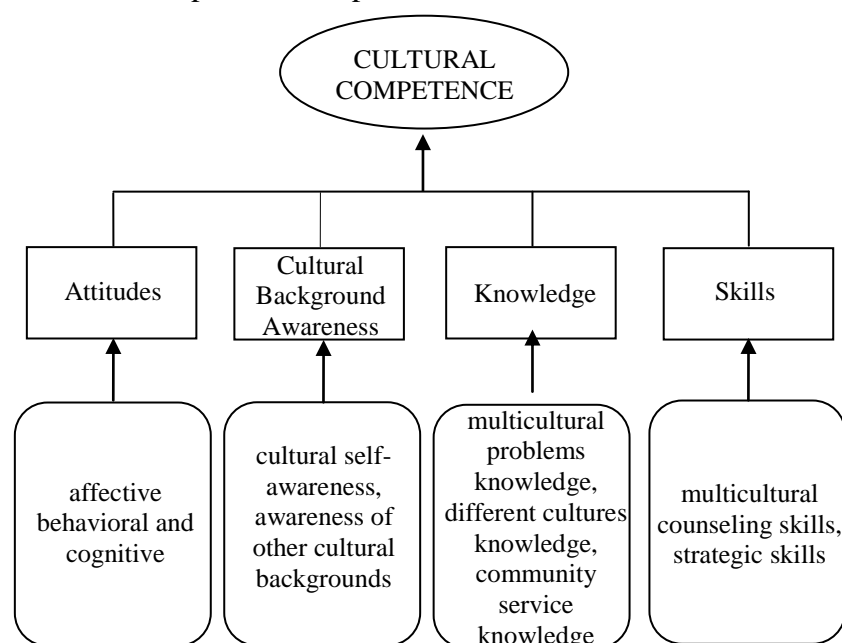 CULTURAL
COMPETENCE
Attitudes
Cultural
Background
Awareness
Knowledge
Skills
affective
behavioral and
cognitive
cultural self-
awareness,
awareness of
other cultural
backgrounds
multicultural
problems
knowledge,
different cultures
knowledge,
community
service
knowledge
multicultural
counseling skills,
strategic skills